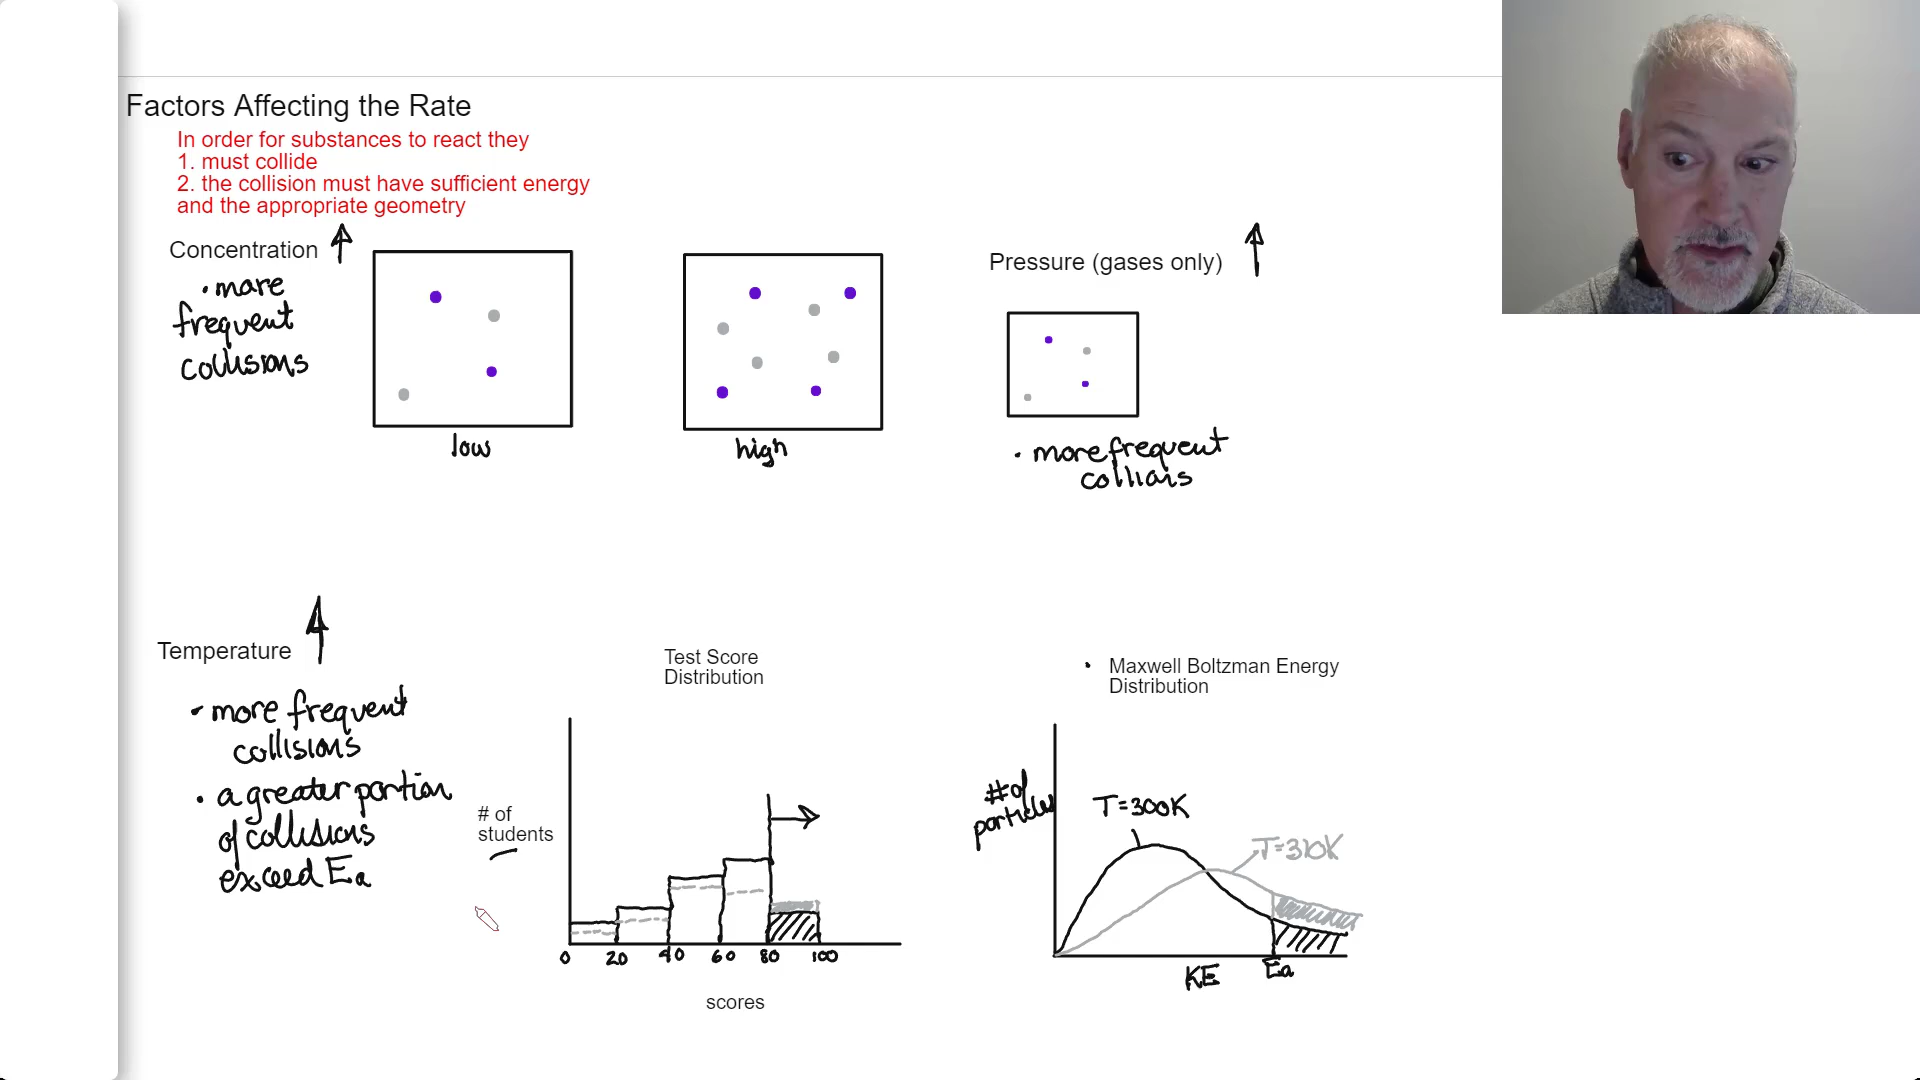 Factors Affecting the Rate
In order for substances to react they
1. must collide
2. the collision must have sufficient energy
and the appropriate geometry
Concentration
• more
frequent
collisions
low
high
Pressure (gases only)
• more frequent
colliais
Temperature
• more frequent
collisions
• a greater portion
of collisions
exceed Ea
Test Score
Distribution
# of
students
0 20 40 60 80 100
scores
• Maxwell Boltzman Energy
Distribution
# of
particles
T=300K
T=310K
KE
Ea